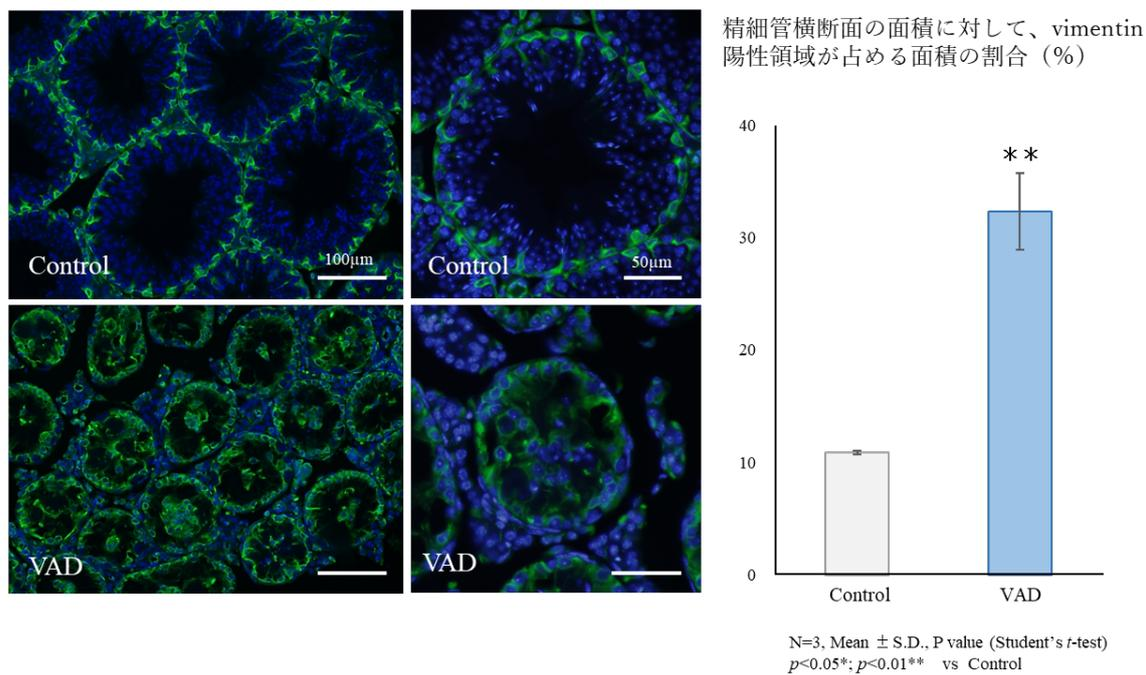 Control
100μm
Control
50μm
VAD
VAD
精細管横断面の面積に対して、vimentin
陽性領域が占める面積の割合（%）
40
30
20
10
0
**
Control
VAD
N=3, Mean ± S.D., P value (Student's t-test)
p<0.05*; p<0.01** vs Control